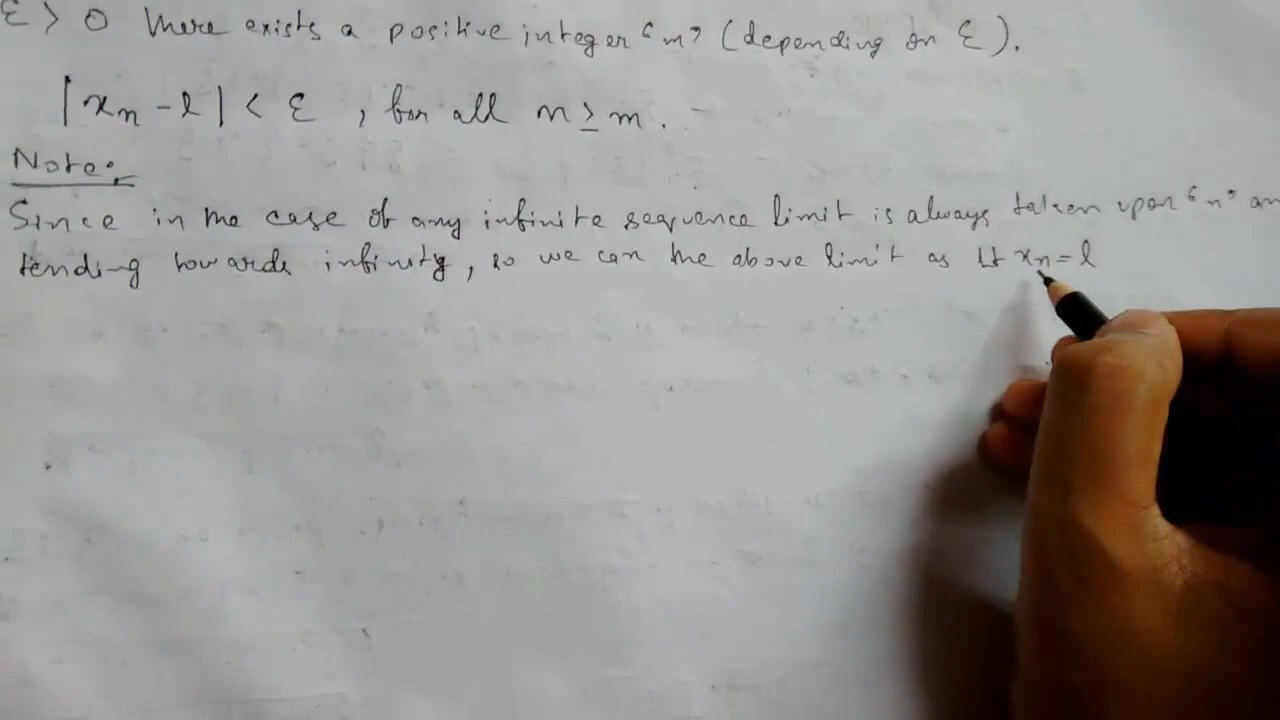 ε > 0 there exists a positive integer 'm' (depending on ε).
|xn - l| < ε , for all n ≥ m.
Note:-
Since in the case of any infinite sequence limit is always taken upon 'n' an
tending towards infinity, so we can the above limit as lt xn = l